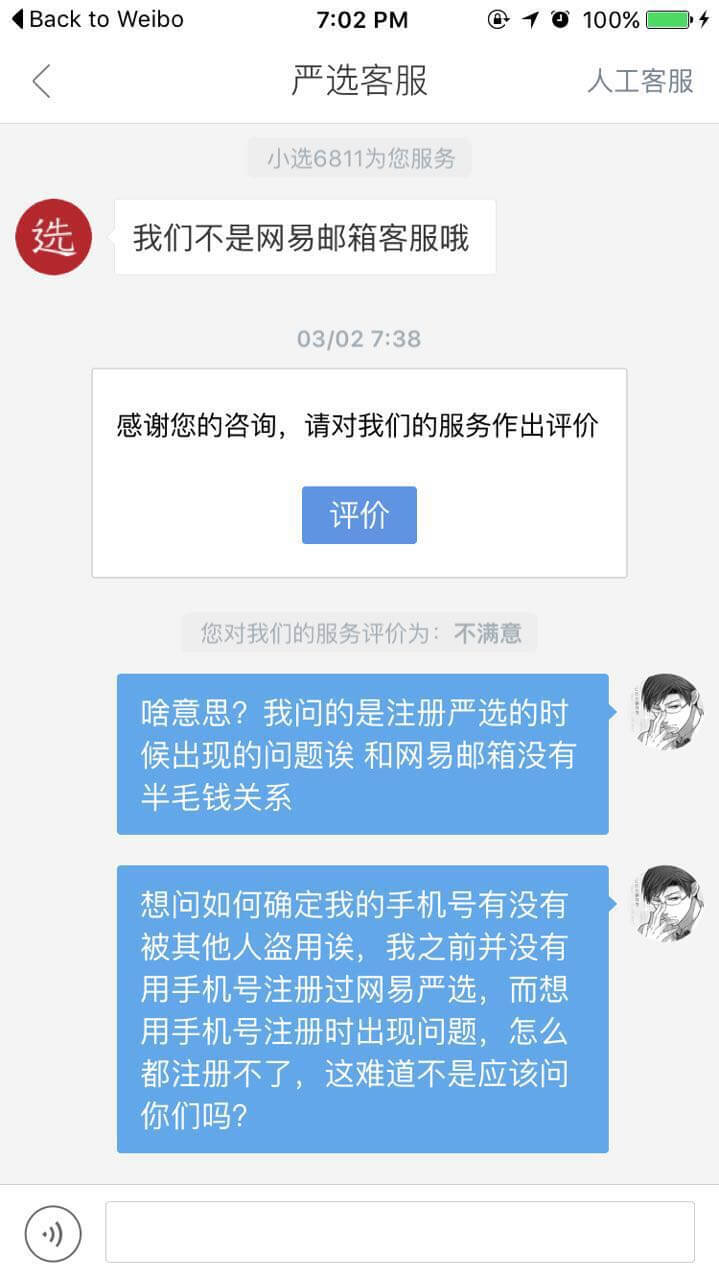 Back to Weibo 7:02 PM 100%
严选客服 人工客服
小选6811为您服务
选 我们不是网易邮箱客服哦
03/02 7:38
感谢您的咨询，请对我们的服务作出评价
评价
您对我们的服务评价为：不满意
啥意思？我问的是注册严选的时
候出现的问题诶 和网易邮箱没有
半毛钱关系
想问如何确定我的手机号有没有
被其他人盗用诶，我之前并没有
用手机号注册过网易严选，而想
用手机号注册时出现问题，怎么
都注册不了，这难道不是应该问
你们吗？